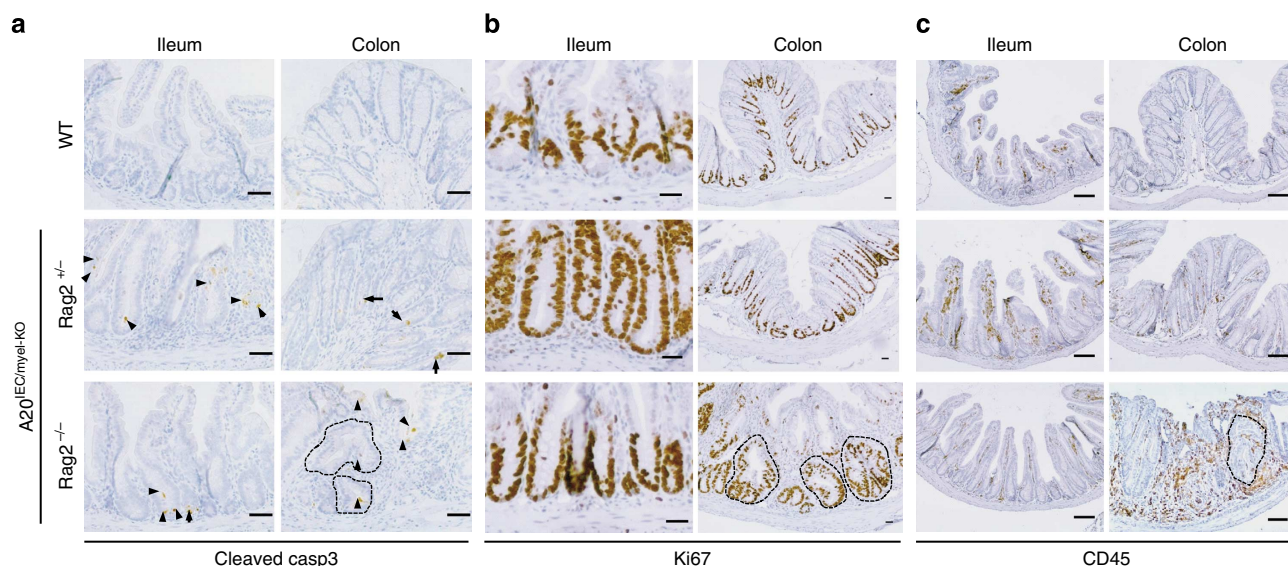 a
b
c
Ileum
Colon
Ileum
Colon
Ileum
Colon
WT
A20IEC/myel-KO
Rag2 +/−
Rag2 −/−
Cleaved casp3
Ki67
CD45